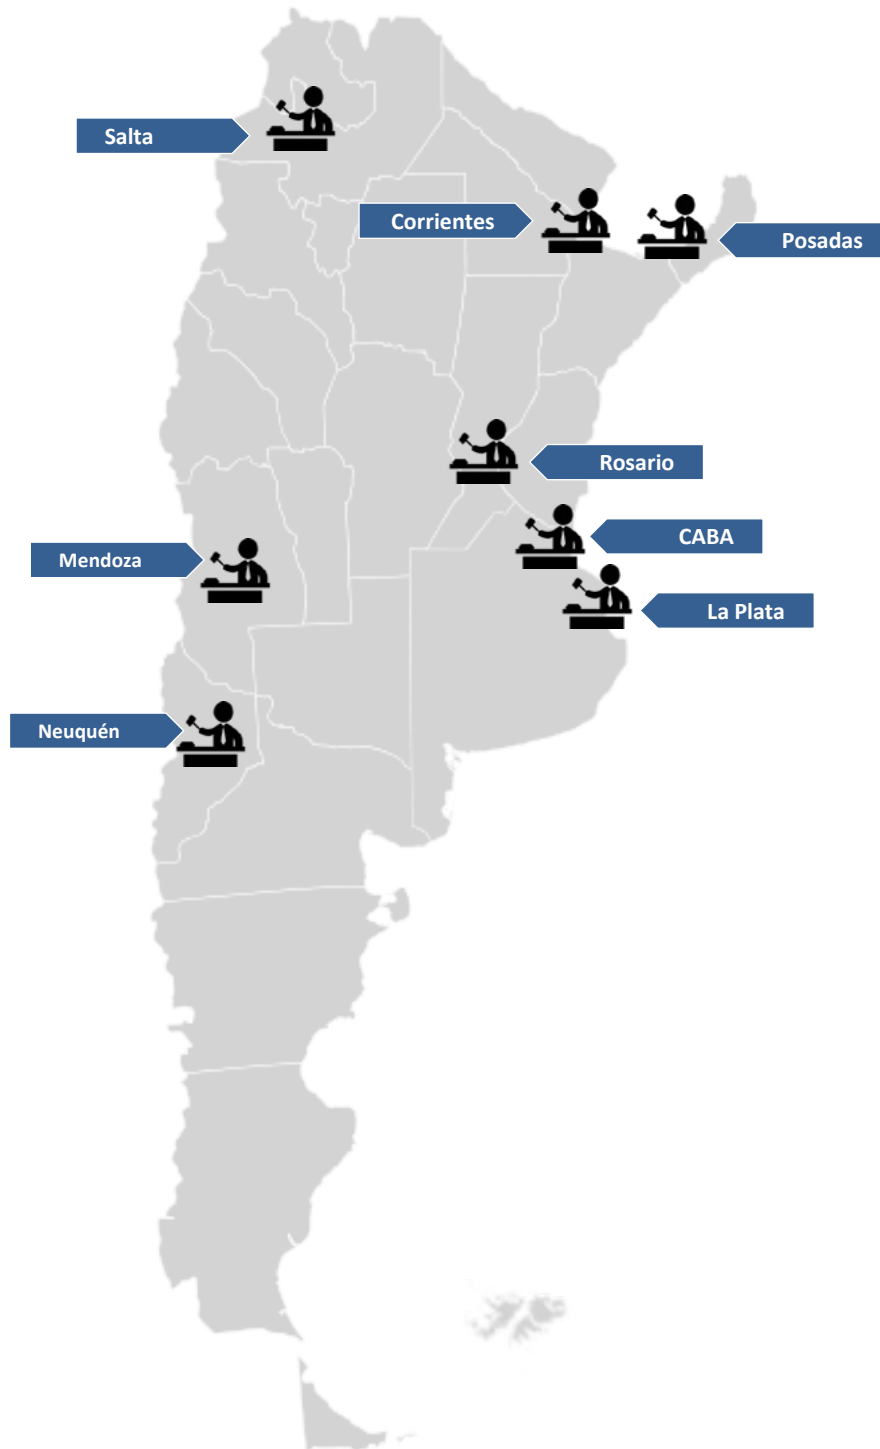 Salta
Corrientes
Posadas
Rosario
CABA
Mendoza
La Plata
Neuquén